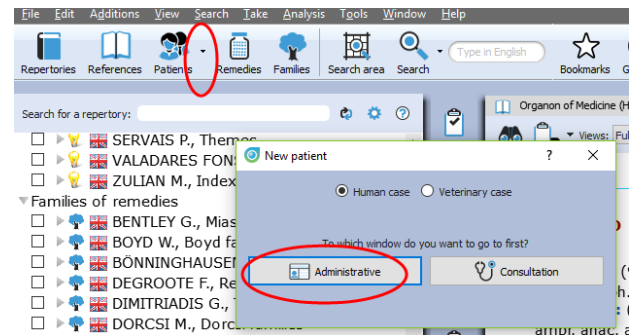 File Edit Additions View Search Take Analysis Tools Window Help
Repertories References Patients Remedies Families Search area Search Type in English Bookmarks
Search for a repertory:
Organon of Medicine (H
SERVAIS P., Themes
Views: Full
VALADARES FON
New patient ? X
ZULIAN M., Index
Human case Veterinary case
Families of remedies
BENTLEY G., Mias
BOYD W., Boyd fa
To which window do you want to go to first?
BÖNNINGHAUSEN
Administrative Consultation
DEGROOTE F., Re
DIMITRIADIS G.,
DORCSI M., Dorcsi families
ampl. anac.